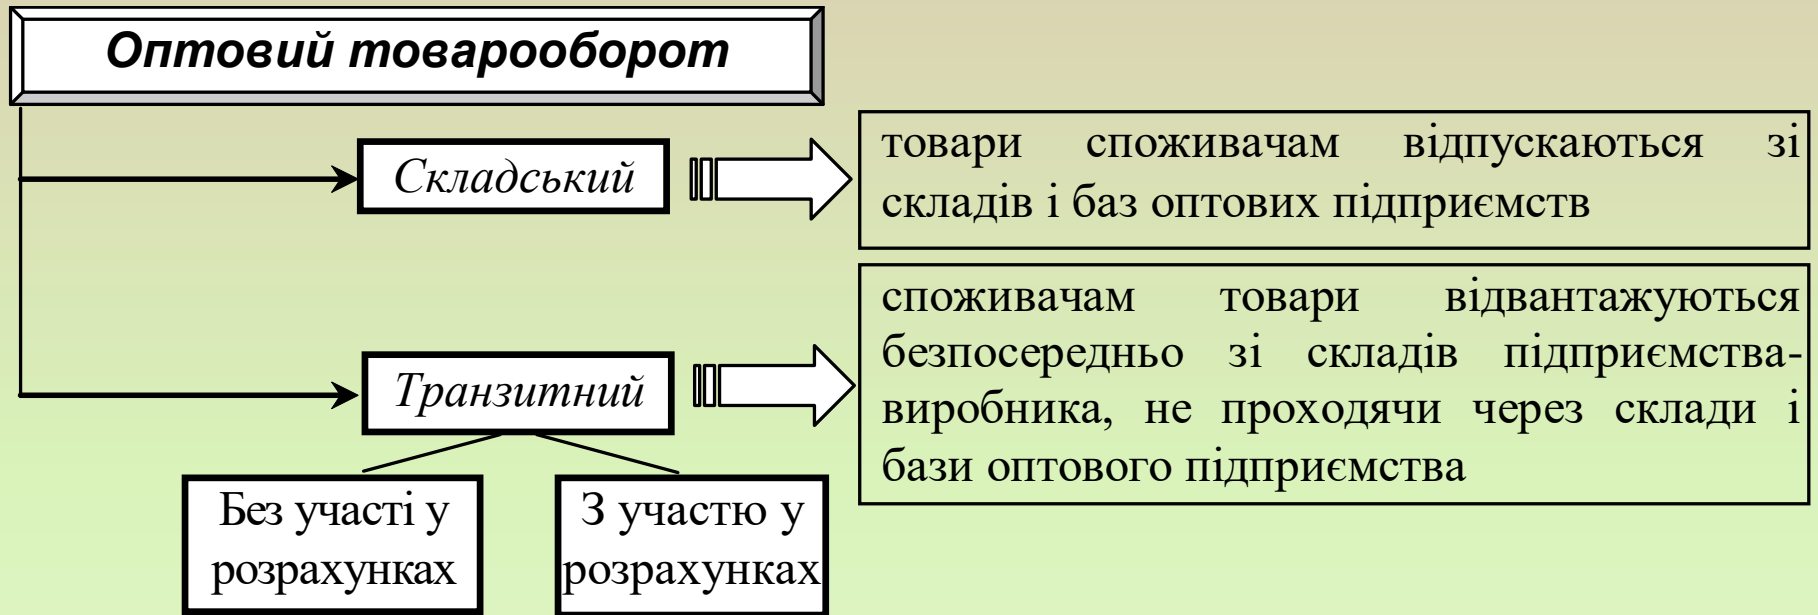 Оптовий товарооборот
Складський
товари споживачам відпускаються зі
складів і баз оптових підприємств
Транзитний
споживачам товари відвантажуються
безпосередньо зі складів підприємства-
виробника, не проходячи через склади і
бази оптового підприємства
Без участі у
розрахунках
З участю у
розрахунках